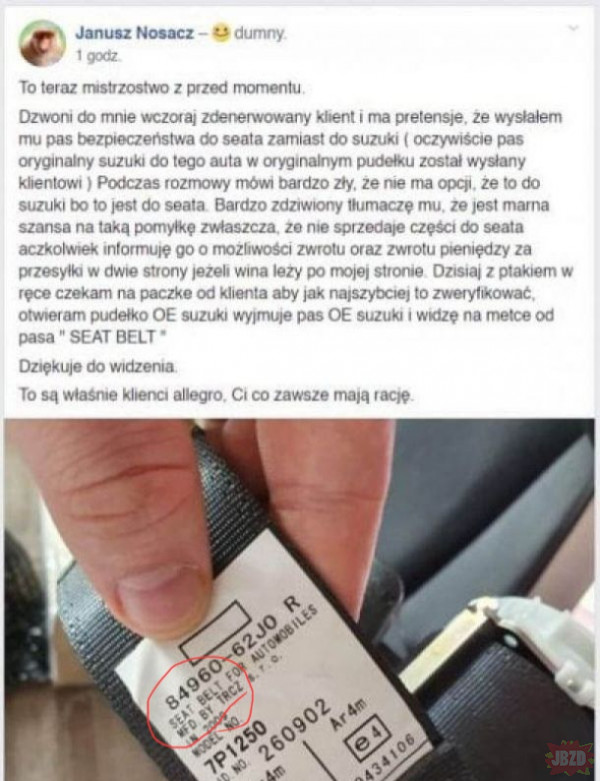 Janusz Nosacz – 😃 dumny.
1 godz.
To teraz mistrzostwo z przed momentu.
Dzwoni do mnie wczoraj zdenerwowany klient i ma pretensje, że wysłałem
mu pas bezpieczeństwa do seata zamiast do suzuki ( oczywiście pas
oryginalny suzuki do tego auta w oryginalnym pudełku został wysłany
klientowi ) Podczas rozmowy mówi bardzo zły, że nie ma opcji, że to do
suzuki bo to jest do seata. Bardzo zdziwiony tłumaczę mu, że jest marna
szansa na taką pomyłkę zwłaszcza, że nie sprzedaje części do seata
aczkolwiek informuję go o możliwości zwrotu oraz zwrotu pieniędzy za
przesyłki w dwie strony jeżeli wina leży po mojej stronie. Dzisiaj z ptakiem w
ręce czekam na paczke od klienta aby jak najszybciej to zweryfikować,
otwieram pudełko OE suzuki wyjmuje pas OE suzuki i widzę na metce od
pasa " SEAT BELT "
Dziękuje do widzenia.
To są właśnie klienci allegro, Ci co zawsze mają rację.
84960-62J0 R
SEAT BELT FOR AUTOMOBILES
MFD BY TRCZ s.r.o.
MODEL NO.
7P1250
NO. 260902
Ar4m
e4
434106
JBZD